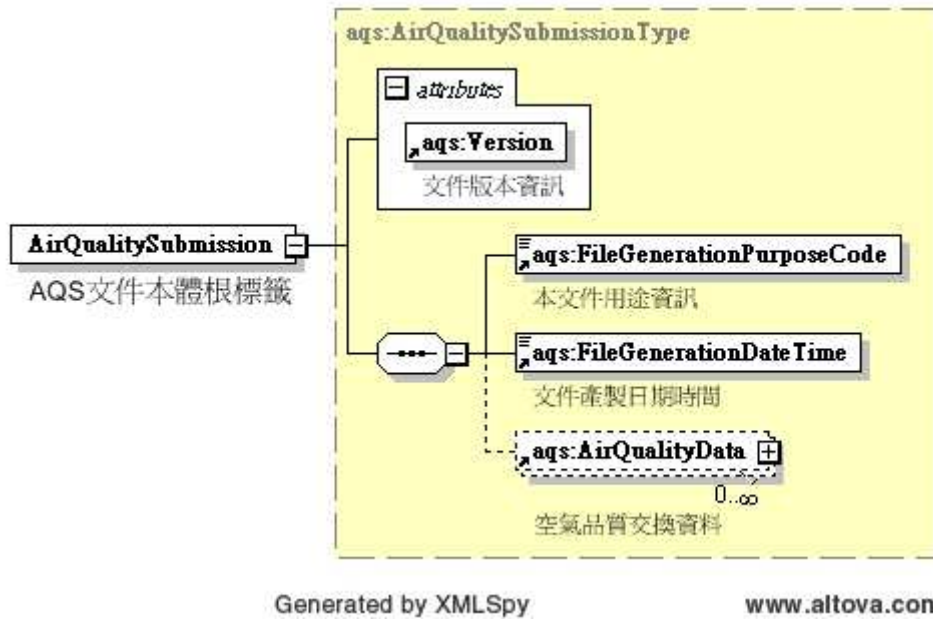 aqs:AirQualitySubmissionType
attributes
aqs:Version
文件版本資訊
AirQualitySubmission
AQS文件本體根標籤
aqs:FileGenerationPurposeCode
本文件用途資訊
aqs:FileGenerationDateTime
文件產製日期時間
aqs:AirQualityData
0..∞
空氣品質交換資料
Generated by XMLSpy
www.altova.com